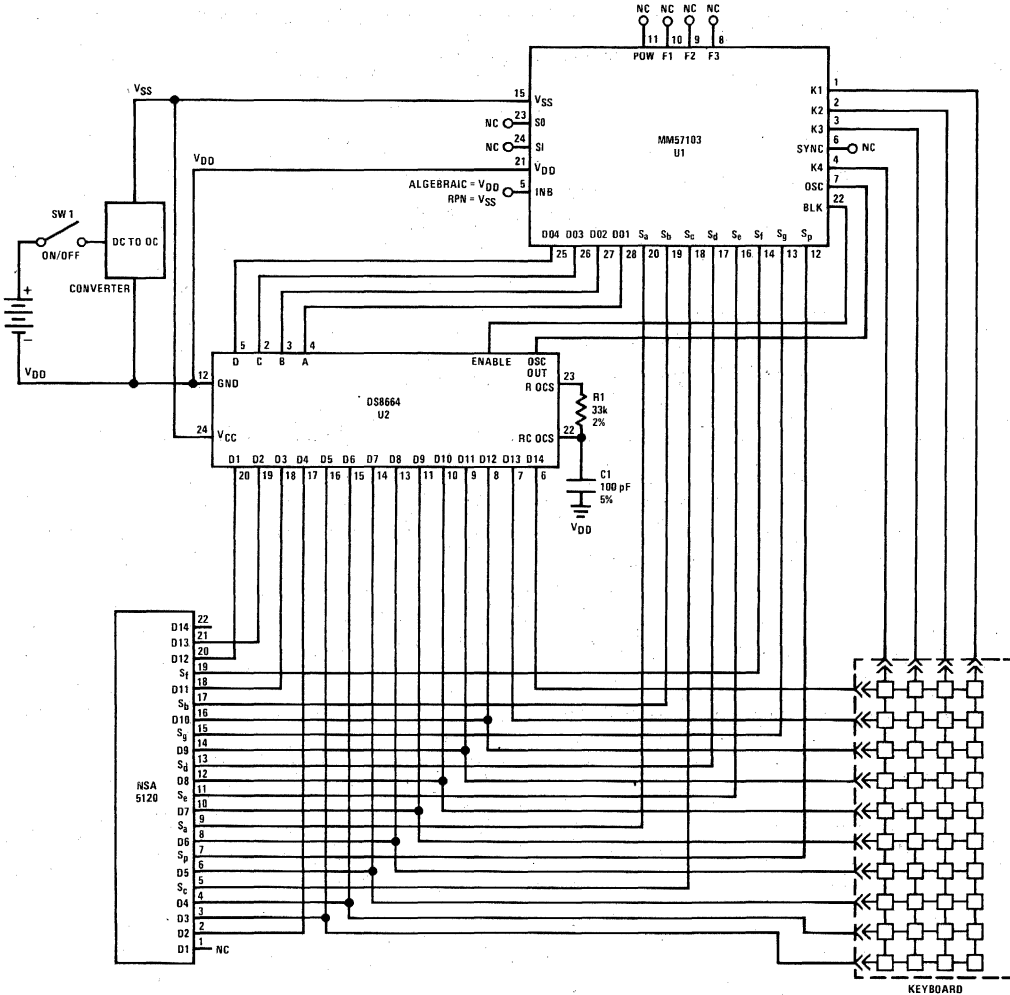 NC NC NC NC
11 10 9 8
POW F1 F2 F3
MM57103
U1
15 VSS
NC 23 S0
NC 24 SI
21 VDD
5 INB
ALGEBRAIC = VDD
RPN = VSS
K1 1
K2 2
K3 3
SYNC 6 NC
K4 4
OSC 7
BLK 22
DO4 DO3 DO2 DO1 Sa Sb Sc Sd Se Sf Sg Sp
25 26 27 28 20 19 18 17 16 14 13 12
VSS
VDD
SW 1
ON/OFF
DC TO DC
CONVERTER
+
−
VDD
5 2 3 4
D C B A
ENABLE
OSC
OUT
12 GND
DS8664
U2
R OCS 23
24 VCC
RC OCS 22
R1
33k
2%
C1
100 pF
5%
VDD
D1 D2 D3 D4 D5 D6 D7 D8 D9 D10 D11 D12 D13 D14
20 19 18 17 16 15 14 13 11 10 9 8 7 6
NSA
5120
D14 22
D13 21
D12 20
Sf 19
D11 18
Sb 17
D10 16
Sg 15
D9 14
Sd 13
D8 12
Se 11
D7 10
Sa 9
D6 8
Sp 7
D5 6
Sc 5
D4 4
D3 3
D2 2
D1 1 NC
KEYBOARD